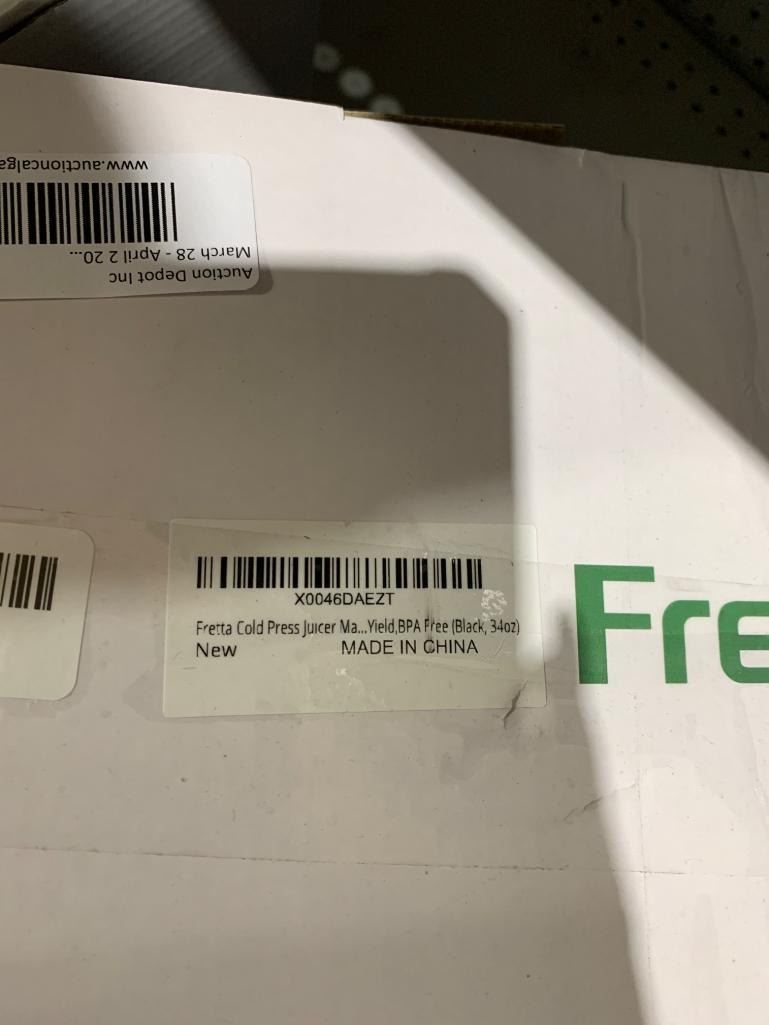 www.auctioncalga
March 28 - April 2 20...
Auction Depot Inc
X0046DAEZT
Fretta Cold Press Juicer Ma...Yield,BPA Free (Black, 34oz)
New MADE IN CHINA
Fre